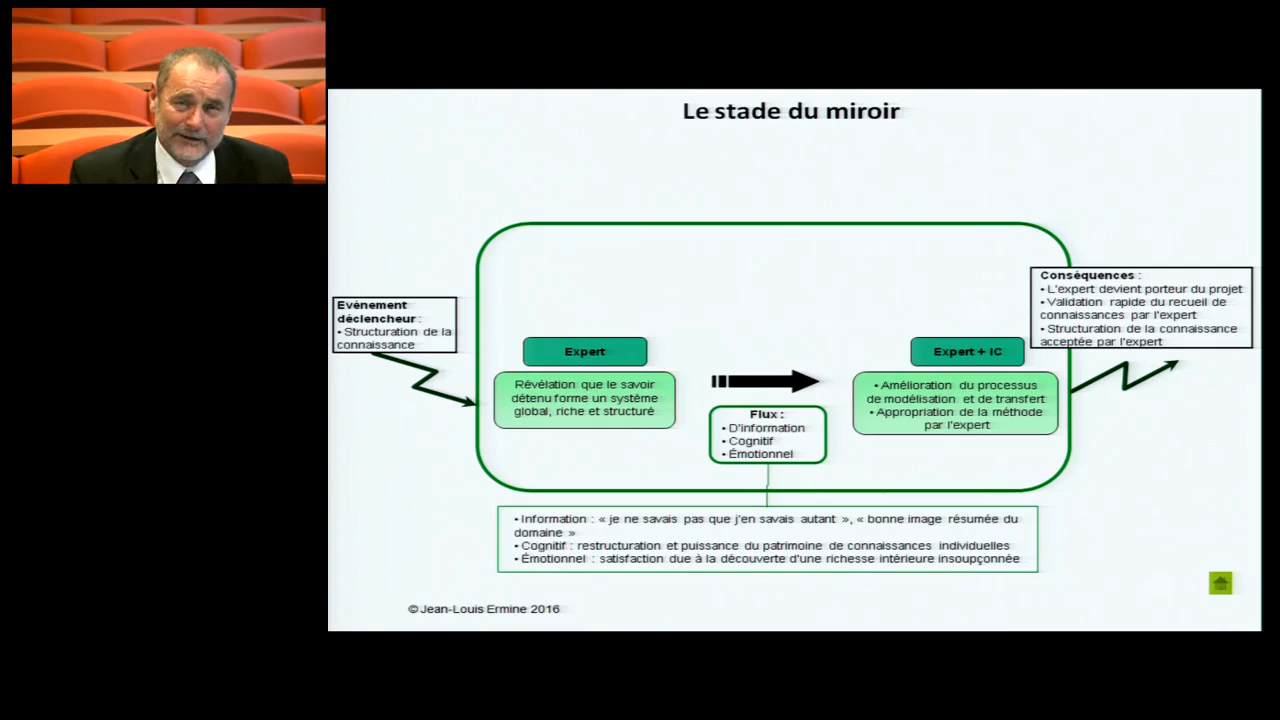 Le stade du miroir
Evénement
déclencheur :
• Structuration de la
connaissance
Expert
Révélation que le savoir
détenu forme un système
global, riche et structuré
Flux :
• D'information
• Cognitif
• Émotionnel
Expert + IC
• Amélioration du processus
de modélisation et de transfert
• Appropriation de la méthode
par l'expert
Conséquences :
• L'expert devient porteur du projet
• Validation rapide du recueil de
connaissances par l'expert
• Structuration de la connaissance
acceptée par l'expert
• Information : « je ne savais pas que j'en savais autant », « bonne image résumée du
domaine »
• Cognitif : restructuration et puissance du patrimoine de connaissances individuelles
• Émotionnel : satisfaction due à la découverte d'une richesse intérieure insoupçonnée
© Jean-Louis Ermine 2016